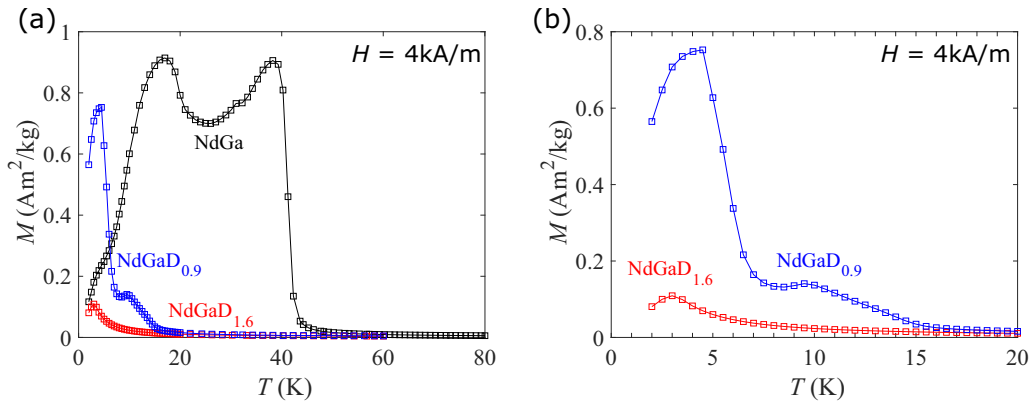 (a)
H = 4kA/m
M (Am²/kg)
1
0.8
0.6
0.4
0.2
0
NdGa
NdGaD₀.₉
NdGaD₁.₆
0 20 40 60 80
T (K)
(b)
H = 4kA/m
M (Am²/kg)
0.8
0.6
0.4
0.2
0
NdGaD₁.₆
NdGaD₀.₉
0 5 10 15 20
T (K)